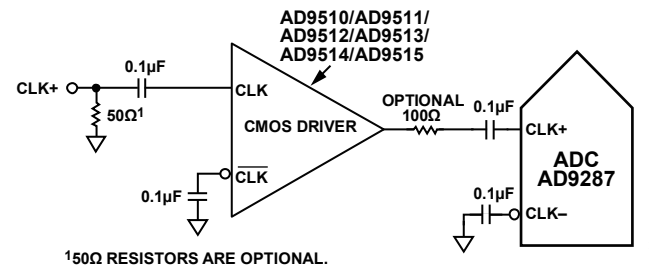 AD9510/AD9511/
AD9512/AD9513/
AD9514/AD9515
0.1µF
CLK+
50Ω¹
CLK
CMOS DRIVER
CLK
0.1µF
OPTIONAL
100Ω
0.1µF
CLK+
ADC
AD9287
0.1µF
CLK–
¹50Ω RESISTORS ARE OPTIONAL.